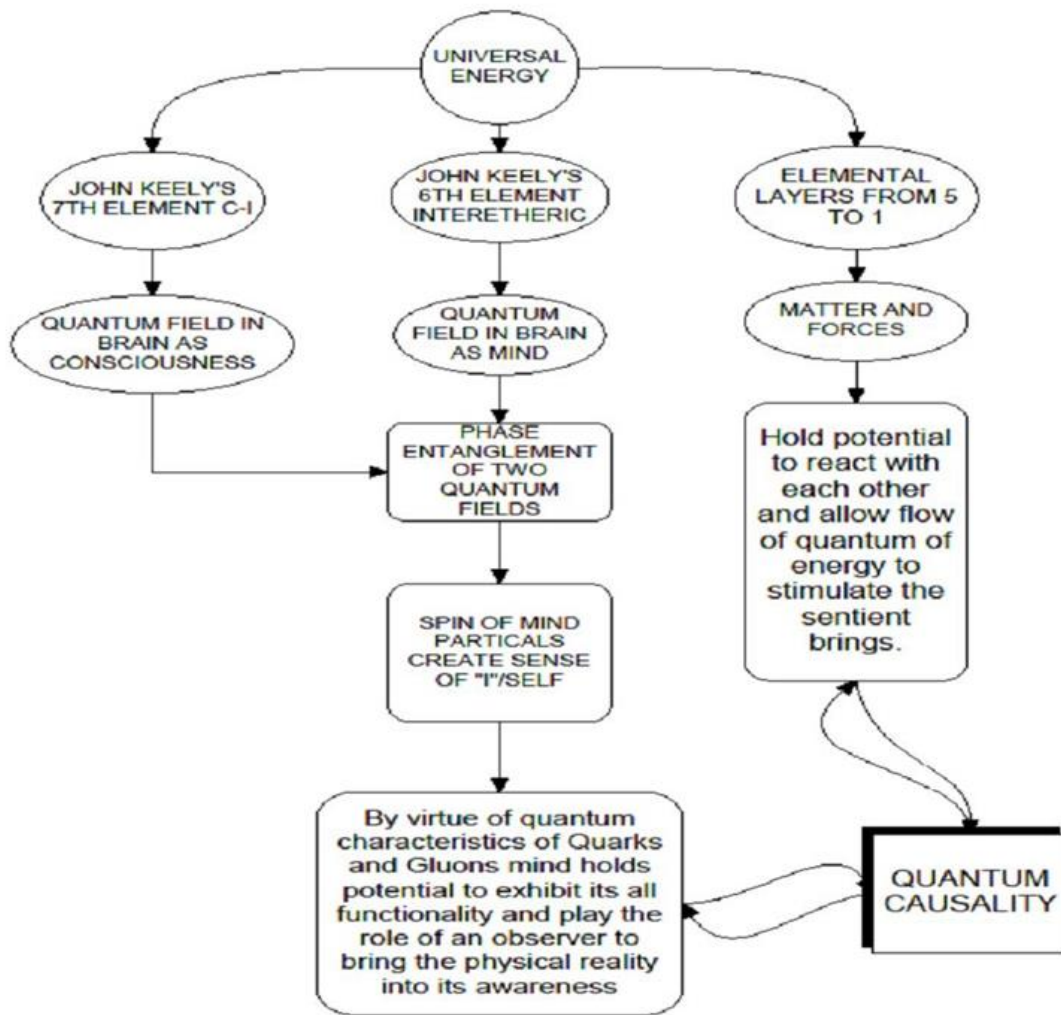 UNIVERSAL
ENERGY
JOHN KEELY'S
7TH ELEMENT C-I
JOHN KEELY'S
6TH ELEMENT
INTERETHERIC
ELEMENTAL
LAYERS FROM 5
TO 1
QUANTUM FIELD IN
BRAIN AS
CONSCIOUSNESS
QUANTUM
FIELD IN BRAIN
AS MIND
MATTER AND
FORCES
PHASE
ENTANGLEMENT
OF TWO
QUANTUM
FIELDS
Hold potential
to react with
each other
and allow flow
of quantum of
energy to
stimulate the
sentient
brings.
SPIN OF MIND
PARTICALS
CREATE SENSE
OF "I"/SELF
By virtue of quantum
characteristics of Quarks
and Gluons mind holds
potential to exhibit its all
functionality and play the
role of an observer to
bring the physical reality
into its awareness
QUANTUM
CAUSALITY